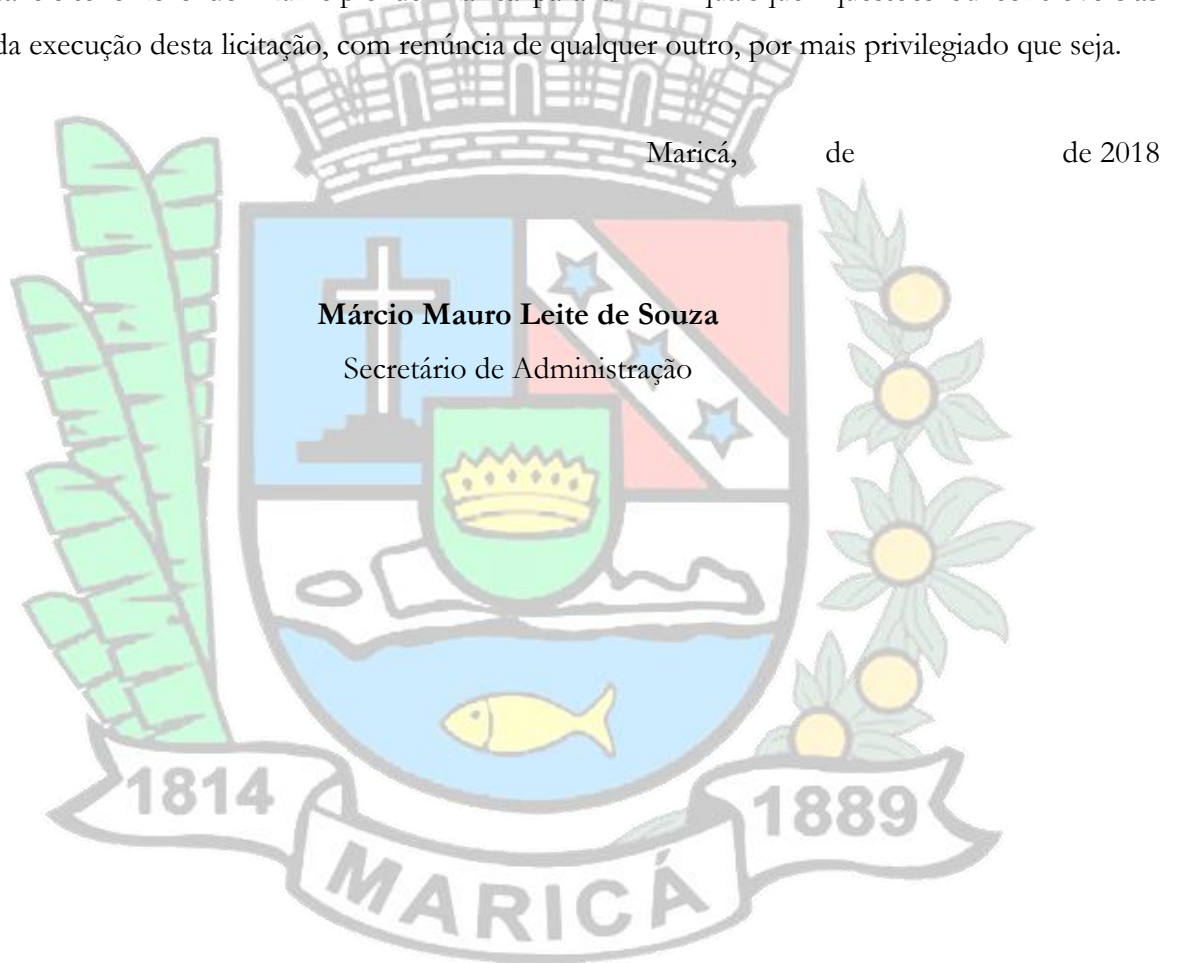 da execução desta licitação, com renúncia de qualquer outro, por mais privilegiado que seja.
Maricá, de de 2018
Márcio Mauro Leite de Souza
Secretário de Administração
1814
1889
MARICÁ